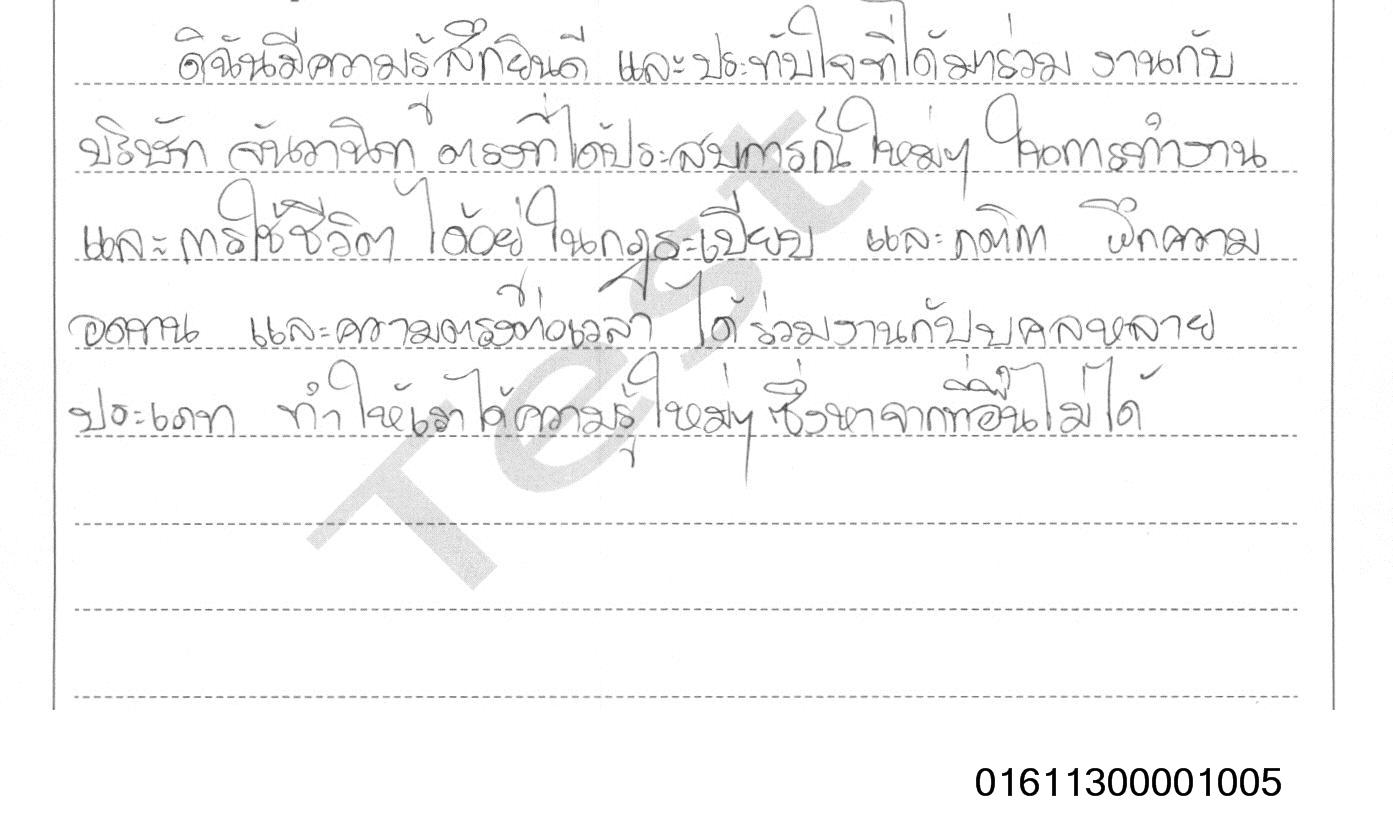 ดิฉันมีความรู้สึกยินดี และประทับใจที่ได้มาร่วม งานกับ
บริษัท จันวานิชฯ ตรงที่ได้ประสบการณ์ใหม่ๆ ในการทำงาน
และการใช้ชีวิต ได้อยู่ในกฎระเบียบ และกติกา ฝึกความ
อดทน และความตรงต่อเวลา ได้ร่วมงานกับบุคคลหลาย
ประเภท ทำให้เราได้ความรู้ใหม่ๆ ซึ่งหาจากที่อื่นไม่ได้
Test
01611300001005